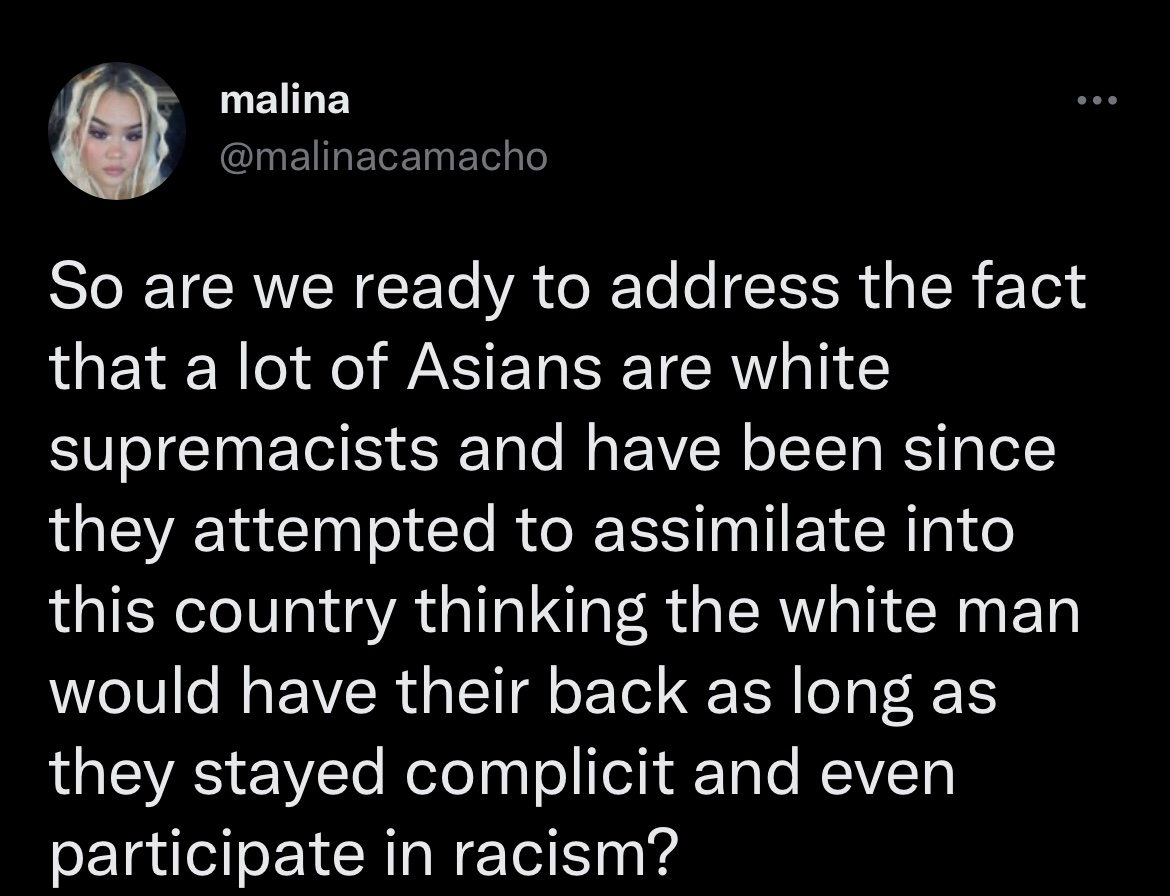 malina
@malinacamacho
So are we ready to address the fact
that a lot of Asians are white
supremacists and have been since
they attempted to assimilate into
this country thinking the white man
would have their back as long as
they stayed complicit and even
participate in racism?